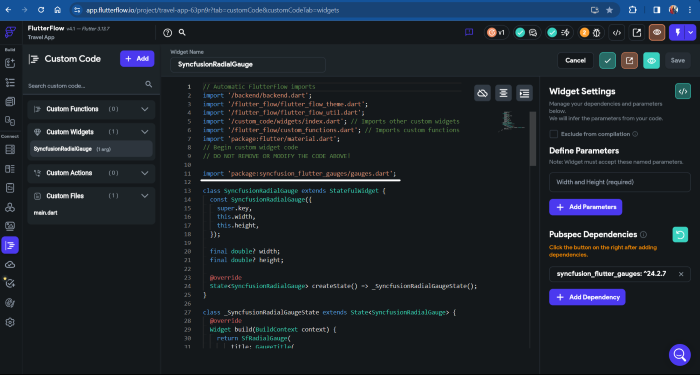 app.flutterflow.io/project/travel-app-63pn9r?tab=customCode&customCodeTab=widgets
FlutterFlow
v4.1 — Flutter 3.13.7
Travel App
v1
2
Build
Connect
Custom Code
Add
Search custom code...
Custom Functions (0)
Custom Widgets (1)
SyncfusionRadialGauge (1 arg)
Custom Actions (0)
Custom Files (1)
main.dart
Widget Name
SyncfusionRadialGauge
Cancel
Save
1 // Automatic FlutterFlow imports
2 import '/backend/backend.dart';
3 import '/flutter_flow/flutter_flow_theme.dart';
4 import '/flutter_flow/flutter_flow_util.dart';
5 import '/custom_code/widgets/index.dart'; // Imports other custom widgets
6 import '/flutter_flow/custom_functions.dart'; // Imports custom functions
7 import 'package:flutter/material.dart';
8 // Begin custom widget code
9 // DO NOT REMOVE OR MODIFY THE CODE ABOVE!
10
11 import 'package:syncfusion_flutter_gauges/gauges.dart';
12
13 class SyncfusionRadialGauge extends StatefulWidget {
14 const SyncfusionRadialGauge({
15 super.key,
16 this.width,
17 this.height,
18 });
19
20 final double? width;
21 final double? height;
22
23 @override
24 State<SyncfusionRadialGauge> createState() => _SyncfusionRadialGaugeState();
25 }
26
27 class _SyncfusionRadialGaugeState extends State<SyncfusionRadialGauge> {
28 @override
29 Widget build(BuildContext context) {
30 return SfRadialGauge(
31 title: GaugeTitle(
Widget Settings
Manage your dependencies and parameters
below.
We will infer the parameters from your code.
Exclude from compilation
Define Parameters
Note: Widget must accept these named parameters.
Width and Height (required)
Add Parameters
Pubspec Dependencies
Click the button on the right after adding
dependencies.
syncfusion_flutter_gauges: ^24.2.7
Add Dependency